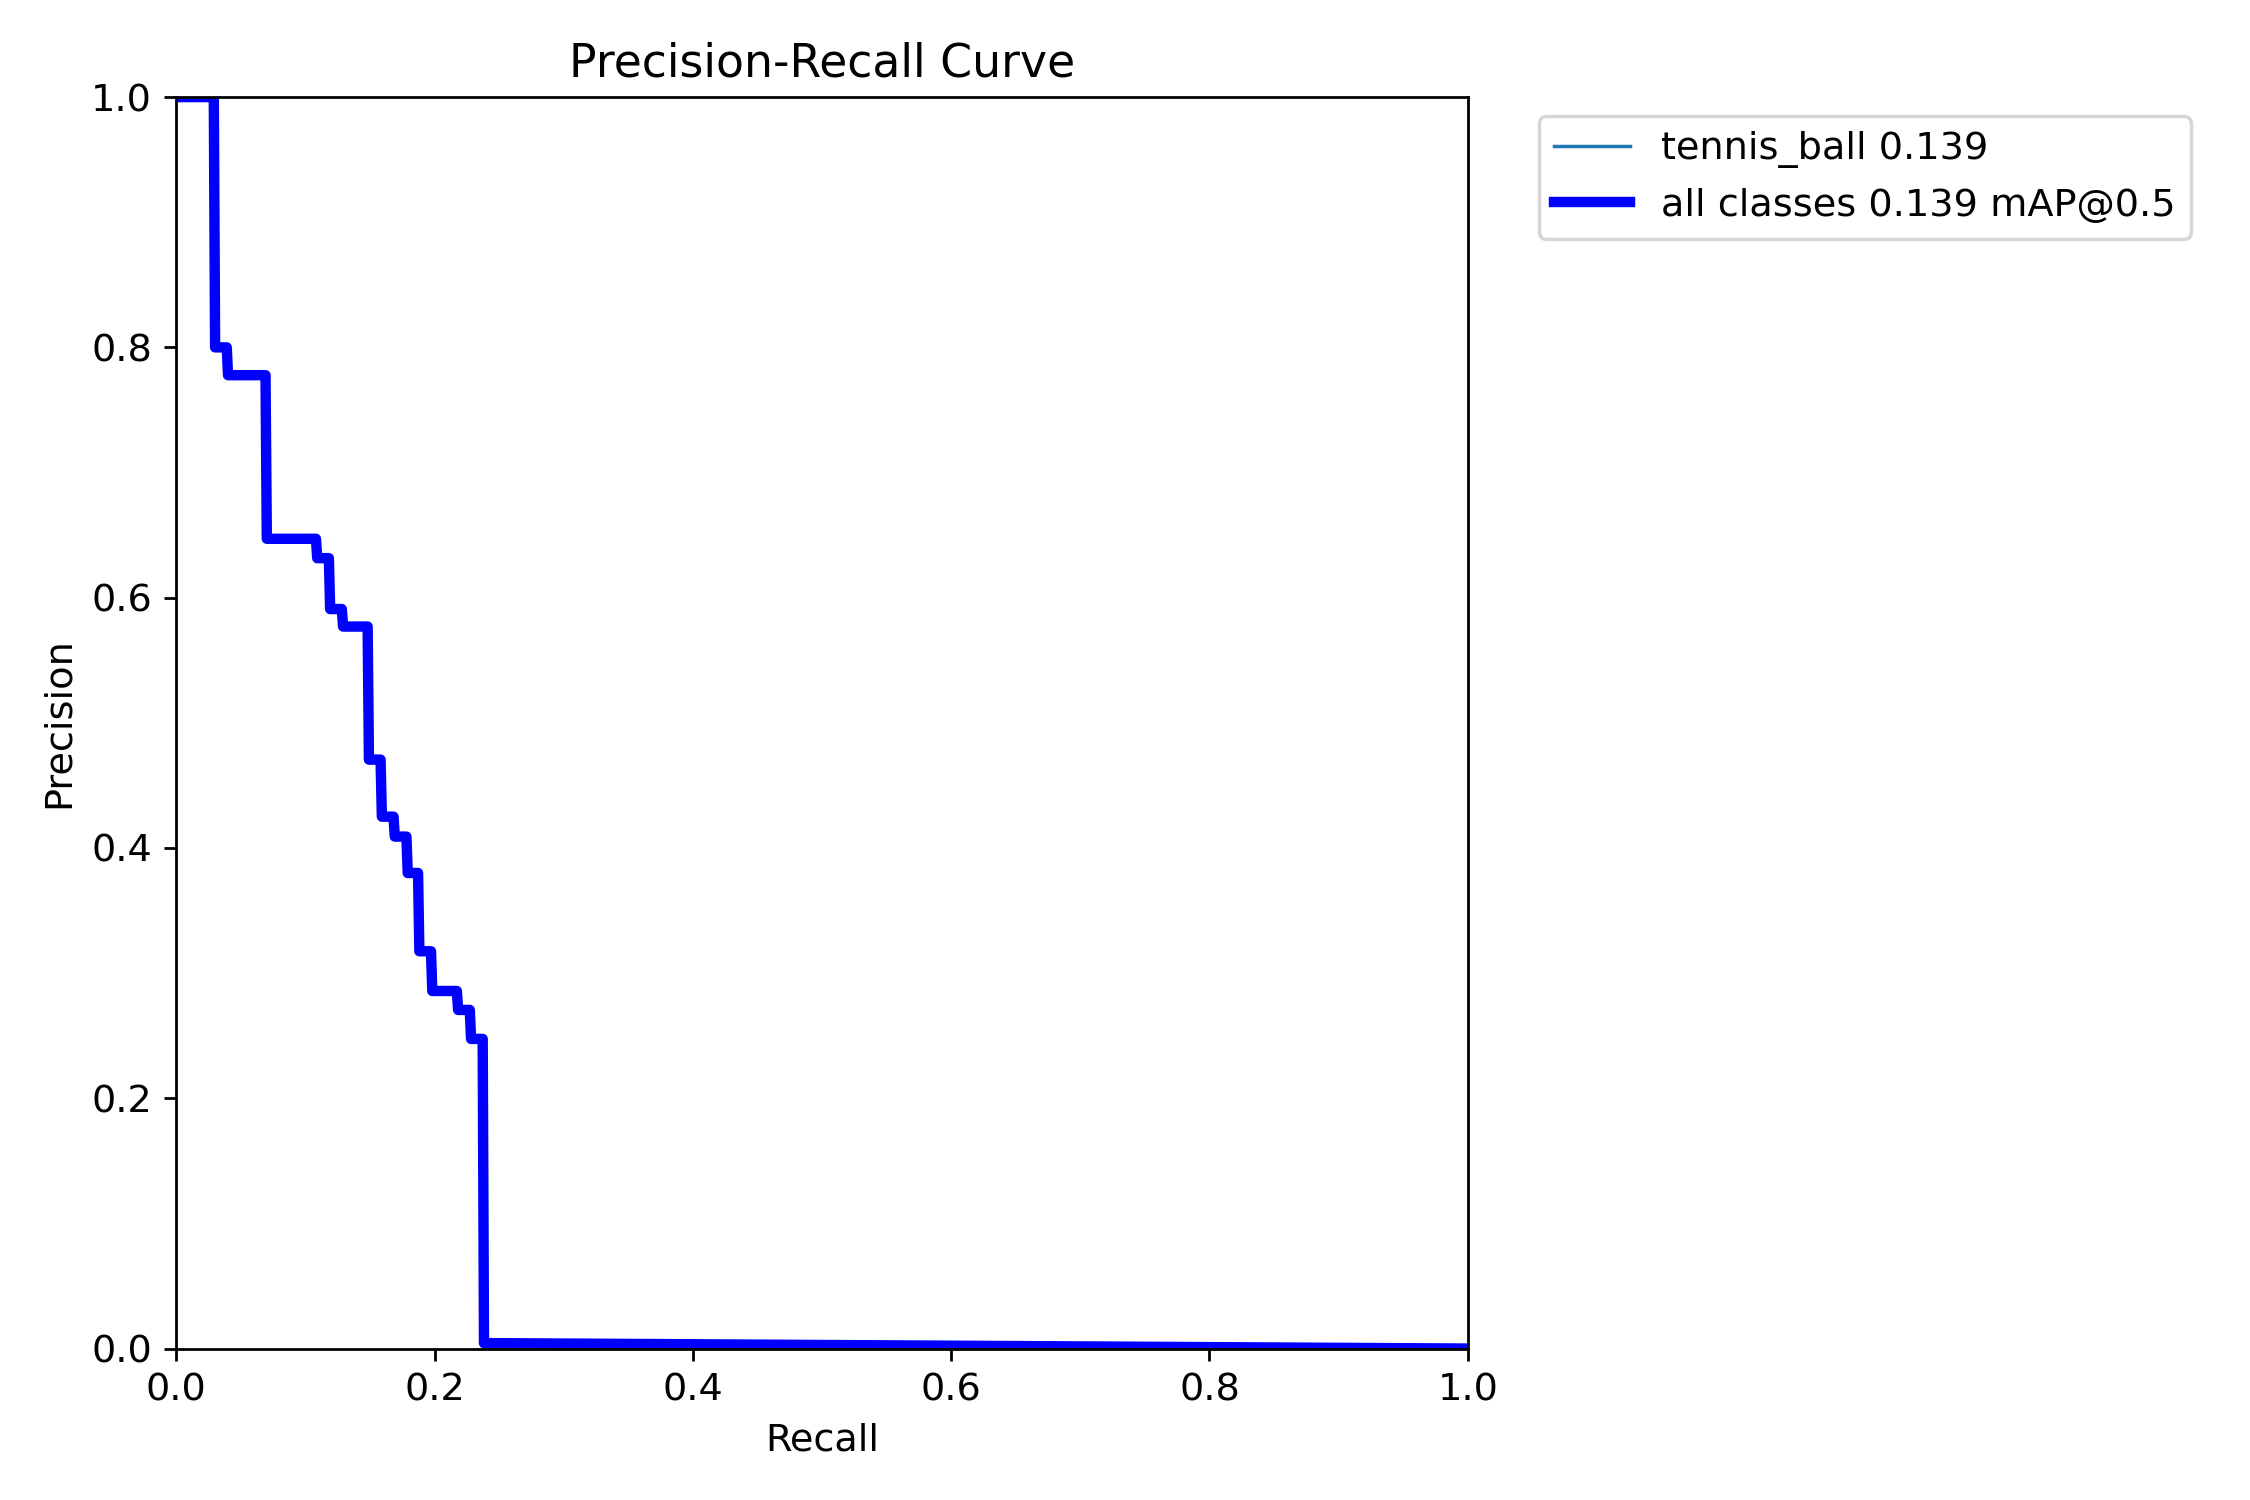 Precision-Recall Curve
tennis_ball 0.139
all classes 0.139 mAP@0.5
Precision
1.0
0.8
0.6
0.4
0.2
0.0
0.0 0.2 0.4 0.6 0.8 1.0
Recall